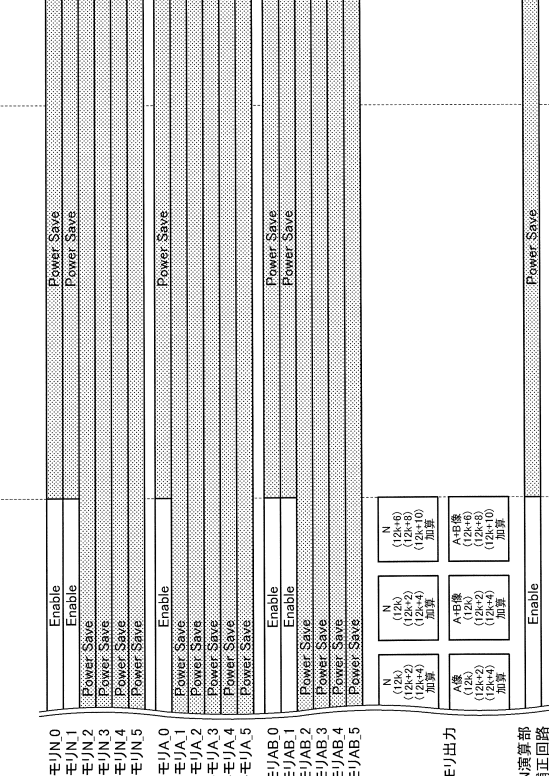 モリN_0 Enable Power Save
モリN_1 Enable Power Save
モリN_2 Power Save
モリN_3 Power Save
モリN_4 Power Save
モリN_5 Power Save
モリA_0 Enable Power Save
モリA_1 Power Save
モリA_2 Power Save
モリA_3 Power Save
モリA_4 Power Save
モリA_5 Power Save
モリAB_0 Enable Power Save
モリAB_1 Enable Power Save
モリAB_2 Power Save
モリAB_3 Power Save
モリAB_4 Power Save
モリAB_5 Power Save
モリ出力
N
(12k)
(12k+2)
(12k+4)
加算
N
(12k)
(12k+2)
(12k+4)
加算
N
(12k+6)
(12k+8)
(12k+10)
加算
A像
(12k)
(12k+2)
(12k+4)
加算
A+B像
(12k)
(12k+2)
(12k+4)
加算
A+B像
(12k+6)
(12k+8)
(12k+10)
加算
演算部
正回路
Enable Power Save